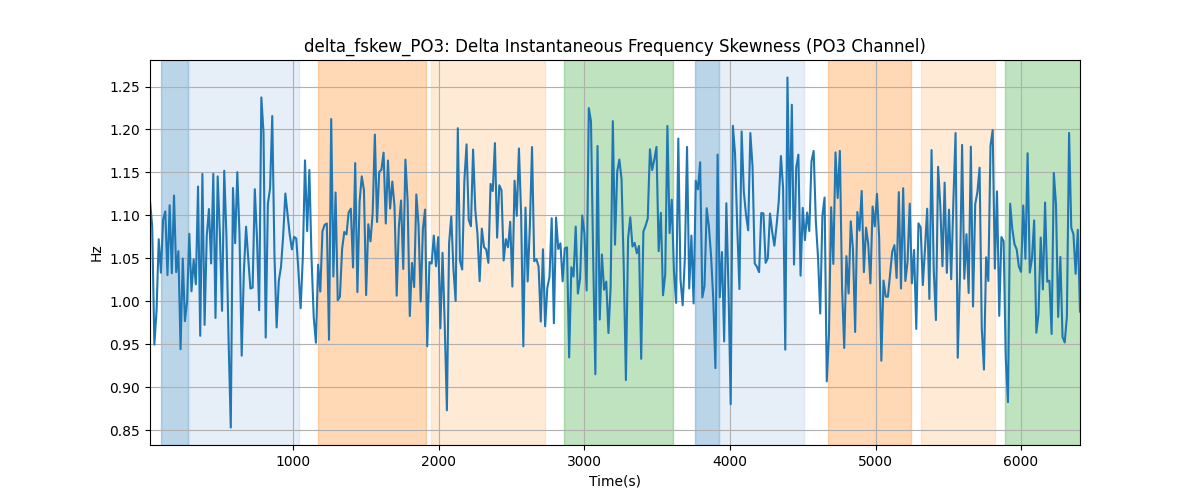 delta_fskew_PO3: Delta Instantaneous Frequency Skewness (PO3 Channel)
1.25
1.20
1.15
1.10
1.05
1.00
0.95
0.90
0.85
Hz
1000 2000 3000 4000 5000 6000
Time(s)